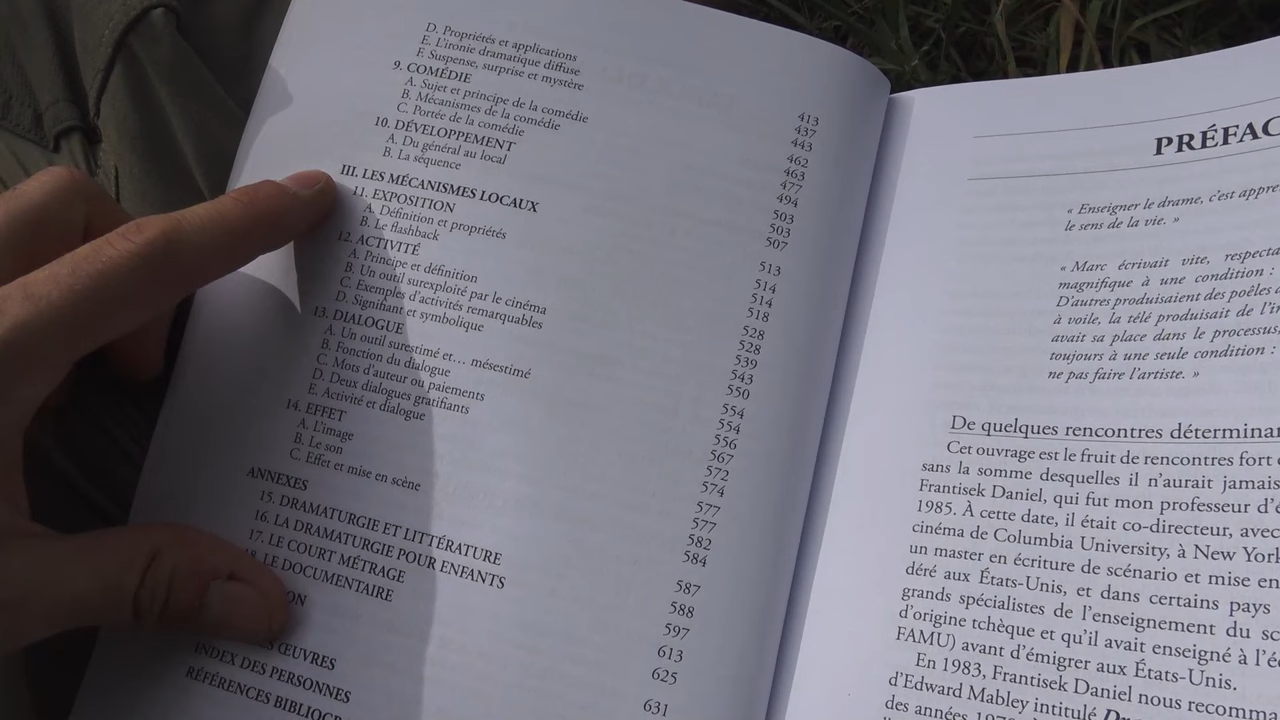 D. Propriétés et applications 413
E. L'ironie dramatique diffuse 437
F. Suspense, surprise et mystère 443
9. COMÉDIE 462
A. Sujet et principe de la comédie 463
B. Mécanismes de la comédie 477
C. Portée de la comédie 494
10. DÉVELOPPEMENT 503
A. Du général au local 503
B. La séquence 507
III. LES MÉCANISMES LOCAUX 513
11. EXPOSITION 514
A. Définition et propriétés 514
B. Le flashback 518
12. ACTIVITÉ 528
A. Principe et définition 528
B. Un outil surexploité par le cinéma 539
C. Exemples d'activités remarquables 543
D. Signifiant et symbolique 550
13. DIALOGUE 554
A. Un outil surestimé et… mésestimé 554
B. Fonction du dialogue 556
C. Mots d'auteur ou paiements 567
D. Deux dialogues gratifiants 572
E. Activité et dialogue 574
14. EFFET 577
A. L'image 577
B. Le son 582
C. Effet et mise en scène 584
ANNEXES 587
15. DRAMATURGIE ET LITTÉRATURE 588
16. LA DRAMATURGIE POUR ENFANTS 597
17. LE COURT MÉTRAGE 613
18. LE DOCUMENTAIRE 625
ON 631
ŒUVRES
INDEX DES PERSONNES
RÉFÉRENCES BIBLIOGR
PRÉFAC
« Enseigner le drame, c'est appre
le sens de la vie. »
« Marc écrivait vite, respecta
magnifique à une condition :
D'autres produisaient des poêles à
à voile, la télé produisait de l'i
avait sa place dans le processus,
toujours à une seule condition :
ne pas faire l'artiste. »
De quelques rencontres déterminan
Cet ouvrage est le fruit de rencontres fort
sans la somme desquelles il n'aurait jamais
Frantisek Daniel, qui fut mon professeur d'é
1985. À cette date, il était co-directeur, avec
cinéma de Columbia University, à New York
un master en écriture de scénario et mise en
déré aux États-Unis, et dans certains pays
grands spécialistes de l'enseignement du sc
d'origine tchèque et qu'il avait enseigné à l'é
FAMU) avant d'émigrer aux États-Unis.
En 1983, Frantisek Daniel nous recomma
d'Edward Mabley intitulé Dr
des années